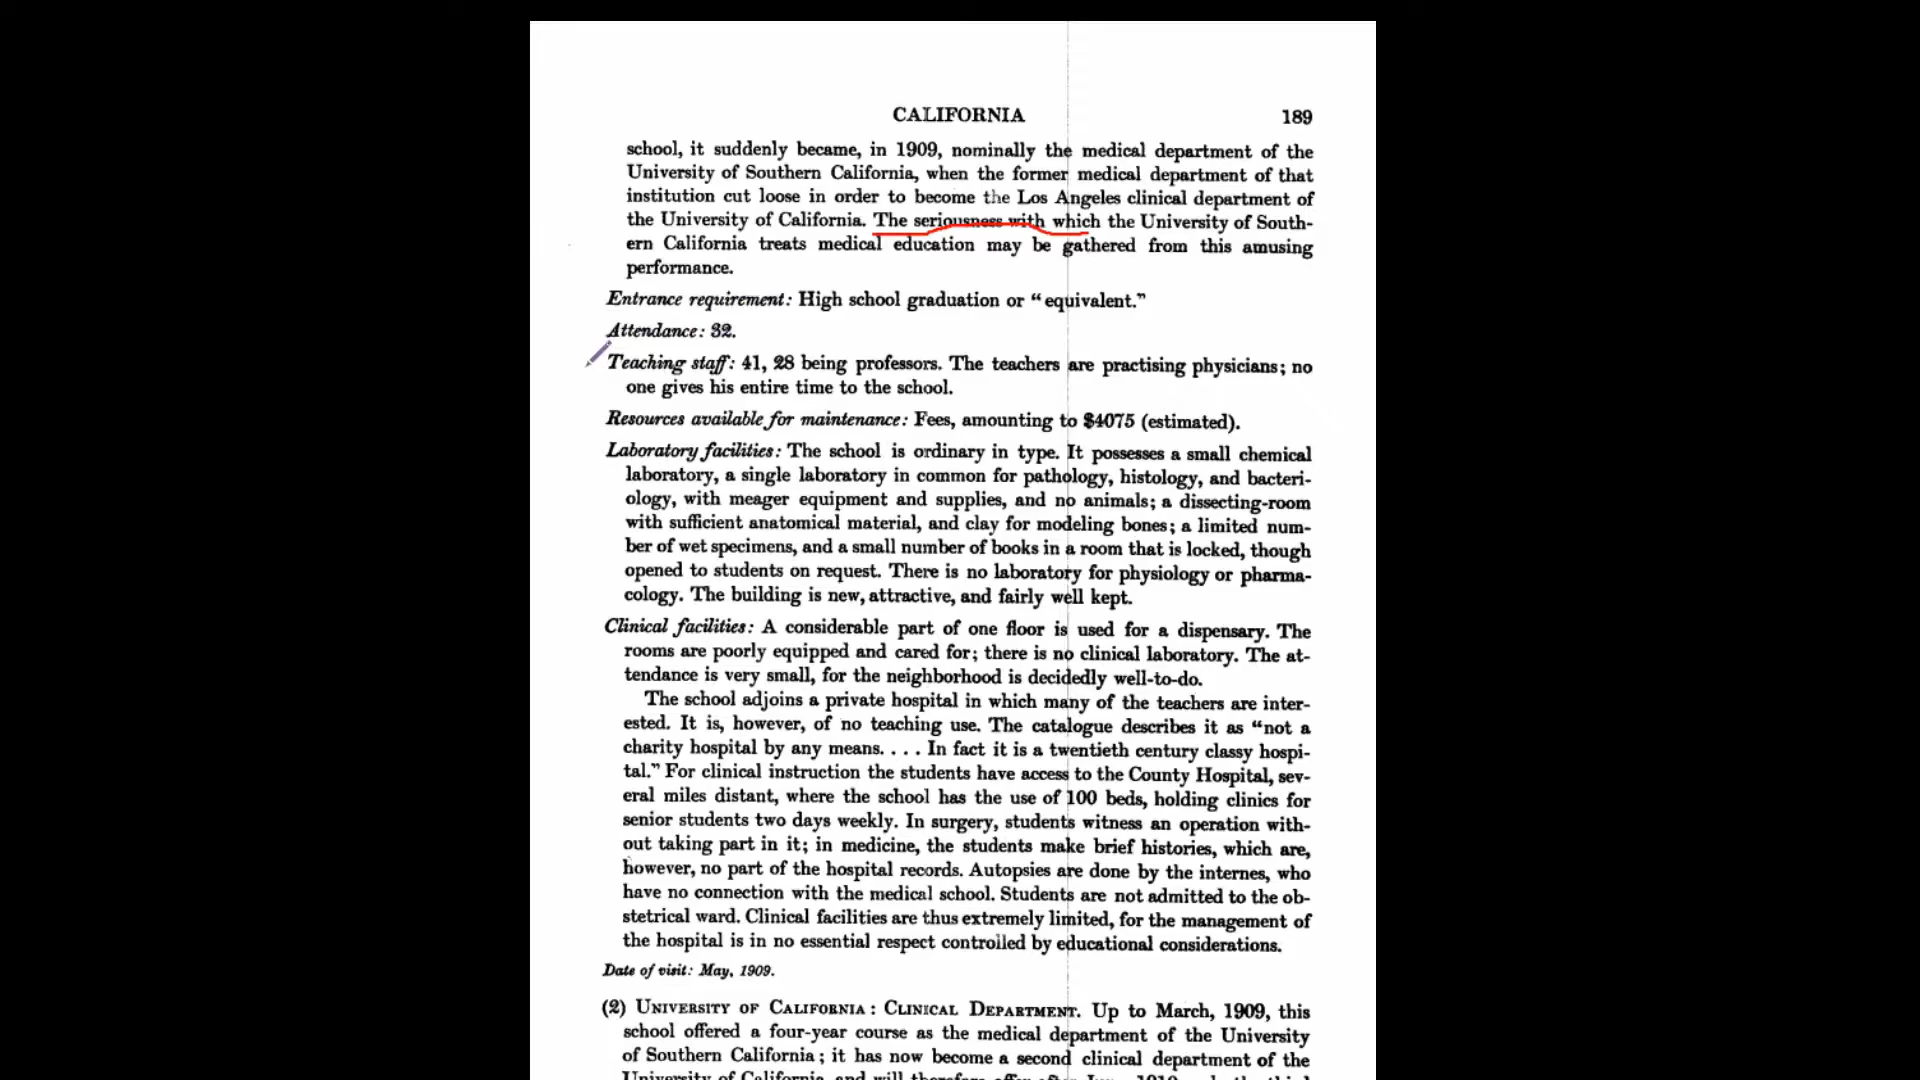 CALIFORNIA 189
school, it suddenly became, in 1909, nominally the medical department of the
University of Southern California, when the former medical department of that
institution cut loose in order to become the Los Angeles clinical department of
the University of California. The seriousness with which the University of South-
ern California treats medical education may be gathered from this amusing
performance.
Entrance requirement: High school graduation or “equivalent.”
Attendance: 32.
Teaching staff: 41, 28 being professors. The teachers are practising physicians; no
one gives his entire time to the school.
Resources available for maintenance: Fees, amounting to $4075 (estimated).
Laboratory facilities: The school is ordinary in type. It possesses a small chemical
laboratory, a single laboratory in common for pathology, histology, and bacteri-
ology, with meager equipment and supplies, and no animals; a dissecting-room
with sufficient anatomical material, and clay for modeling bones; a limited num-
ber of wet specimens, and a small number of books in a room that is locked, though
opened to students on request. There is no laboratory for physiology or pharma-
cology. The building is new, attractive, and fairly well kept.
Clinical facilities: A considerable part of one floor is used for a dispensary. The
rooms are poorly equipped and cared for; there is no clinical laboratory. The at-
tendance is very small, for the neighborhood is decidedly well-to-do.
The school adjoins a private hospital in which many of the teachers are inter-
ested. It is, however, of no teaching use. The catalogue describes it as “not a
charity hospital by any means. . . . In fact it is a twentieth century classy hospi-
tal.” For clinical instruction the students have access to the County Hospital, sev-
eral miles distant, where the school has the use of 100 beds, holding clinics for
senior students two days weekly. In surgery, students witness an operation with-
out taking part in it; in medicine, the students make brief histories, which are,
however, no part of the hospital records. Autopsies are done by the internes, who
have no connection with the medical school. Students are not admitted to the ob-
stetrical ward. Clinical facilities are thus extremely limited, for the management of
the hospital is in no essential respect controlled by educational considerations.
Date of visit: May, 1909.
(2) UNIVERSITY OF CALIFORNIA: CLINICAL DEPARTMENT. Up to March, 1909, this
school offered a four-year course as the medical department of the University
of Southern California; it has now become a second clinical department of the
University of California and will therefore offer after